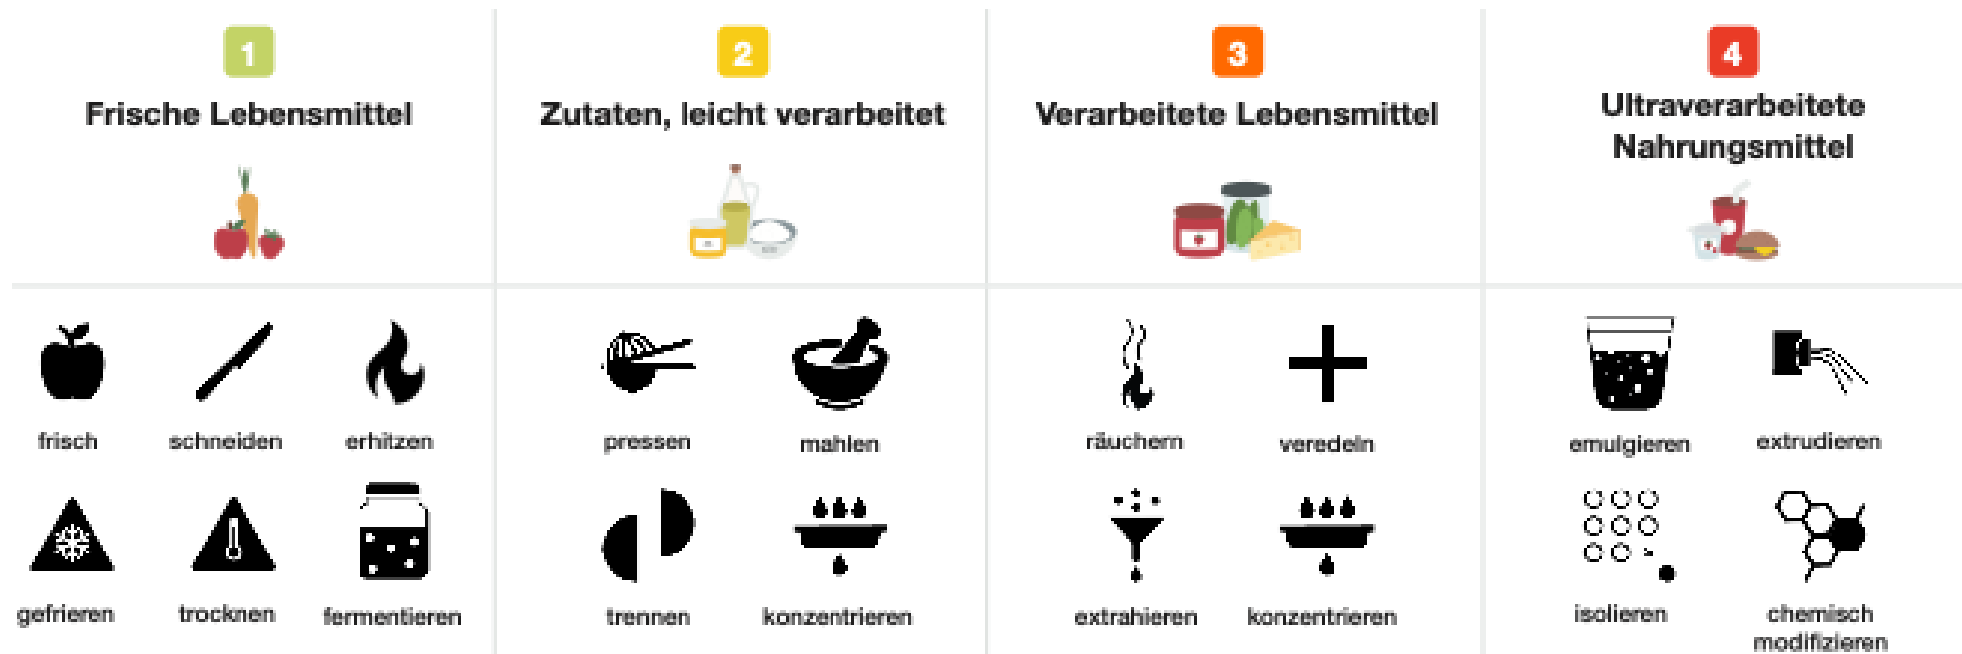 1
Frische Lebensmittel
frisch schneiden erhitzen
gefrieren trocknen fermentieren
2
Zutaten, leicht verarbeitet
pressen mahlen
trennen konzentrieren
3
Verarbeitete Lebensmittel
räuchern veredeln
extrahieren konzentrieren
4
Ultraverarbeitete
Nahrungsmittel
emulgieren extrudieren
isolieren chemisch
modifizieren